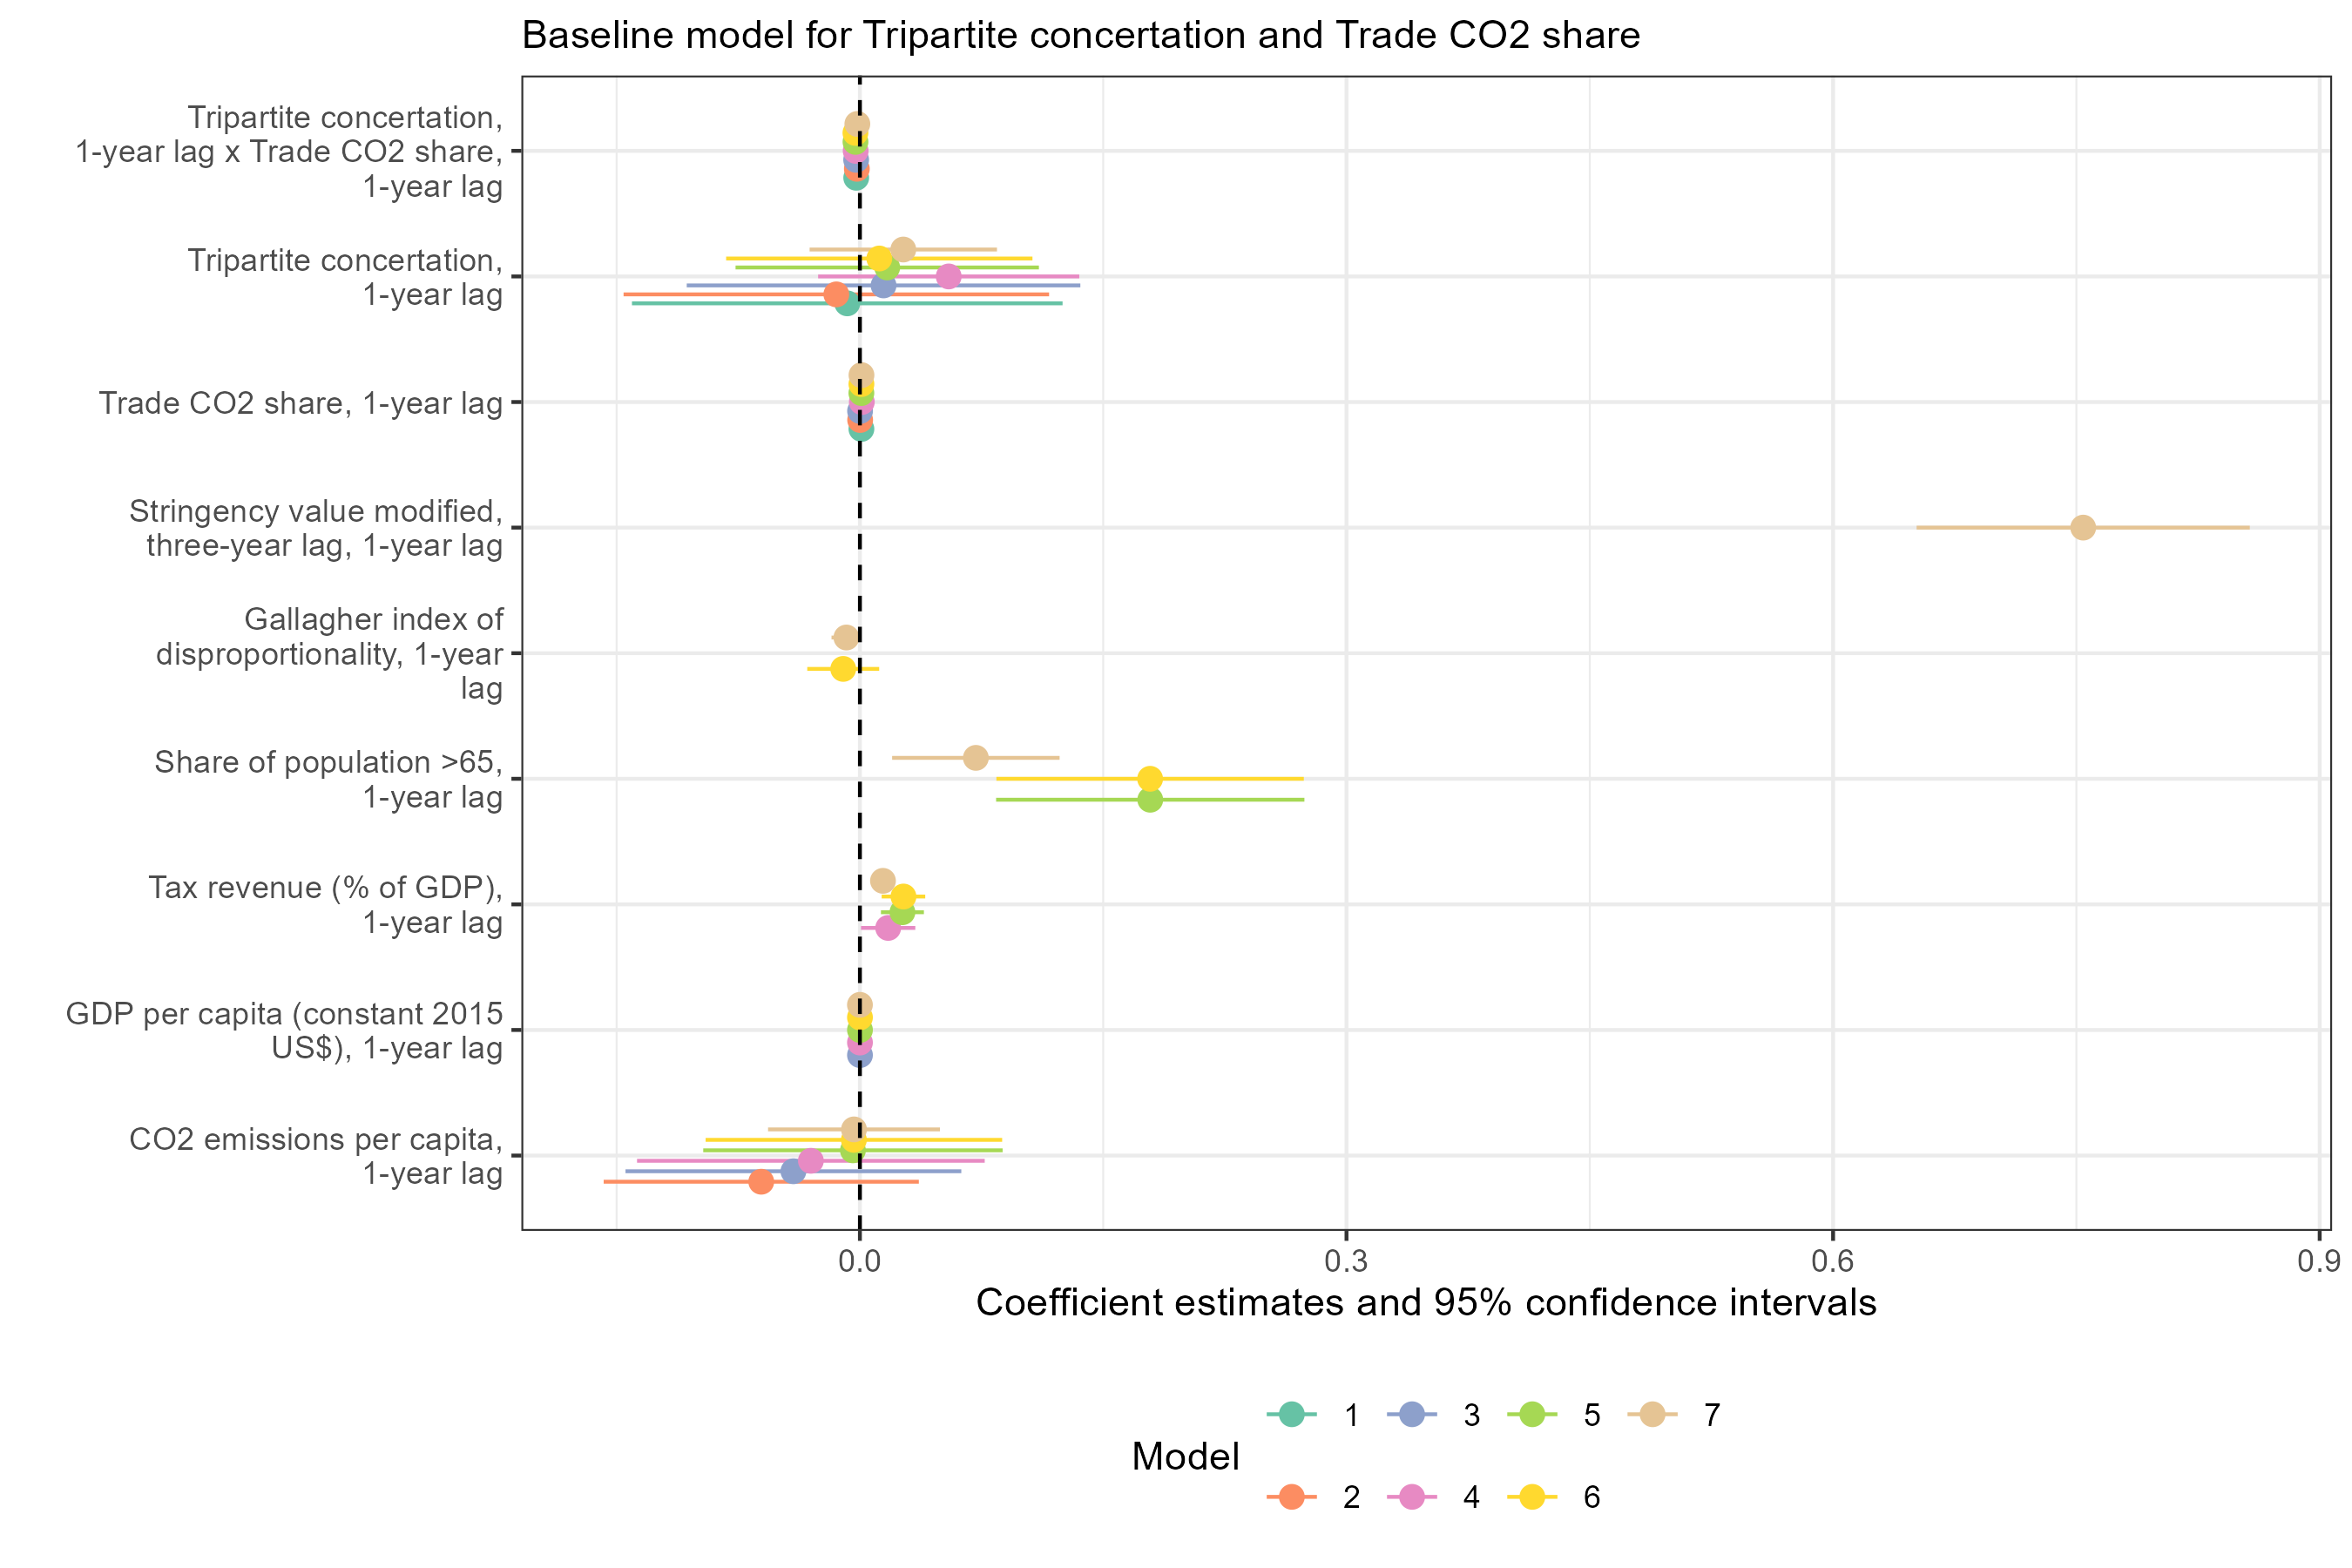 Baseline model for Tripartite concertation and Trade CO2 share
Tripartite concertation,
1-year lag x Trade CO2 share,
1-year lag
Tripartite concertation,
1-year lag
Trade CO2 share, 1-year lag
Stringency value modified,
three-year lag, 1-year lag
Gallagher index of
disproportionality, 1-year
lag
Share of population >65,
1-year lag
Tax revenue (% of GDP),
1-year lag
GDP per capita (constant 2015
US$), 1-year lag
CO2 emissions per capita,
1-year lag
0.0 0.3 0.6 0.9
Coefficient estimates and 95% confidence intervals
Model
1 3 5 7
2 4 6